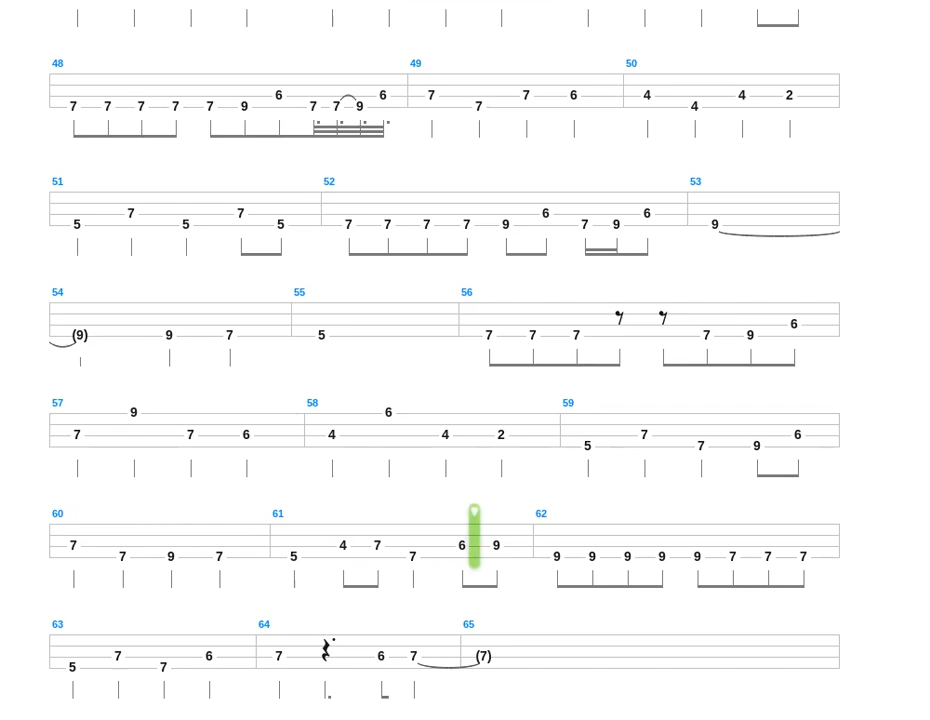 48 49 50
7 7 7 7 7 9 6 7 7 9 6 7 7 7 6 4 4 4 2
51 52 53
5 7 5 7 5 7 7 7 7 9 6 7 9 6 9
54 55 56
(9) 9 7 5 7 7 7 7 9 6
57 58 59
7 9 7 6 4 6 4 2 5 7 7 9 6
60 61 62
7 7 9 7 5 4 7 7 6 9 9 9 9 9 9 7 7 7
63 64 65
5 7 7 6 7 6 7 (7)